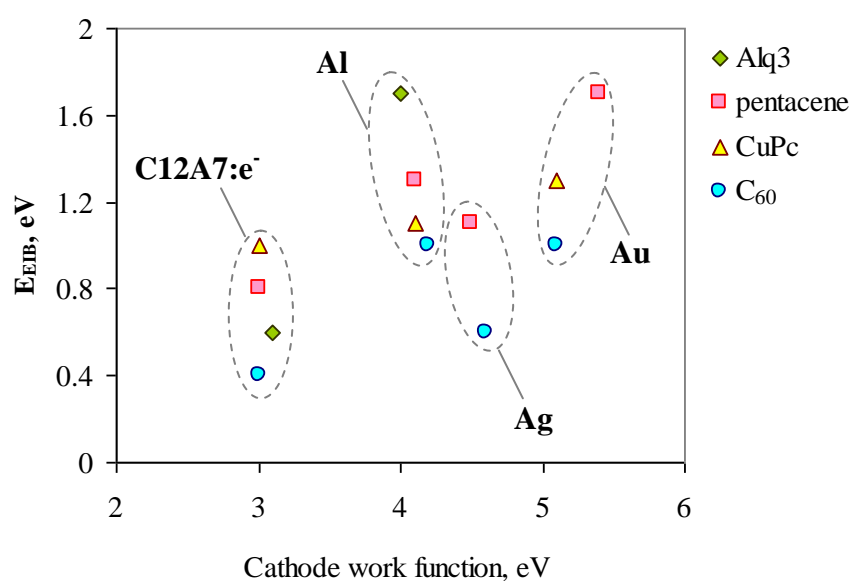 2
1.6
1.2
0.8
0.4
0
E_EIB, eV
2 3 4 5 6
Cathode work function, eV
C12A7:e⁻
Al
Ag
Au
Alq3
pentacene
CuPc
C₆₀